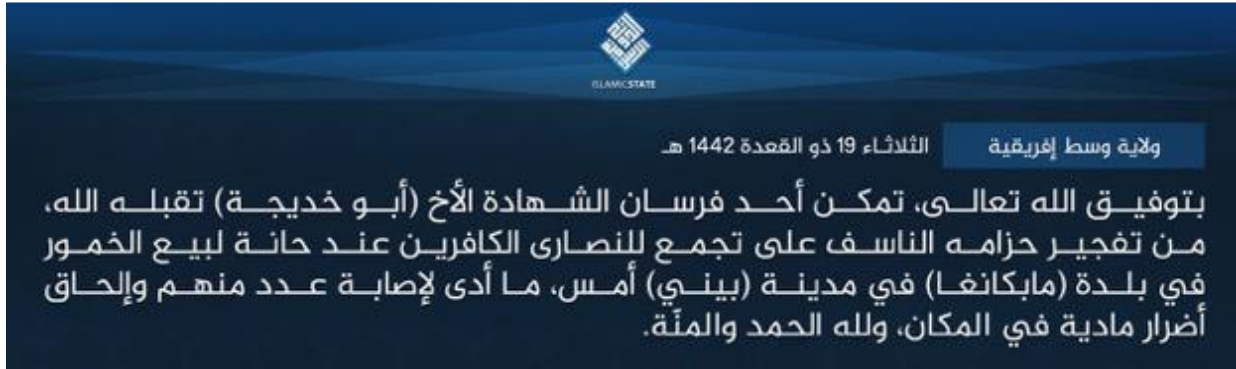 ISLAMICSTATE
ولاية وسط إفريقية الثلاثاء 19 ذو القعدة 1442 هـ
بتوفيق الله تعالى، تمكن أحد فرسان الشهادة الأخ (أبو خديجة) تقبله الله،
من تفجير حزامه الناسف على تجمع للنصارى الكافرين عند حانة لبيع الخمور
في بلدة (مابكانغا) في مدينة (بيني) أمس، ما أدى لإصابة عدد منهم وإلحاق
أضرار مادية في المكان، ولله الحمد والمنّة.